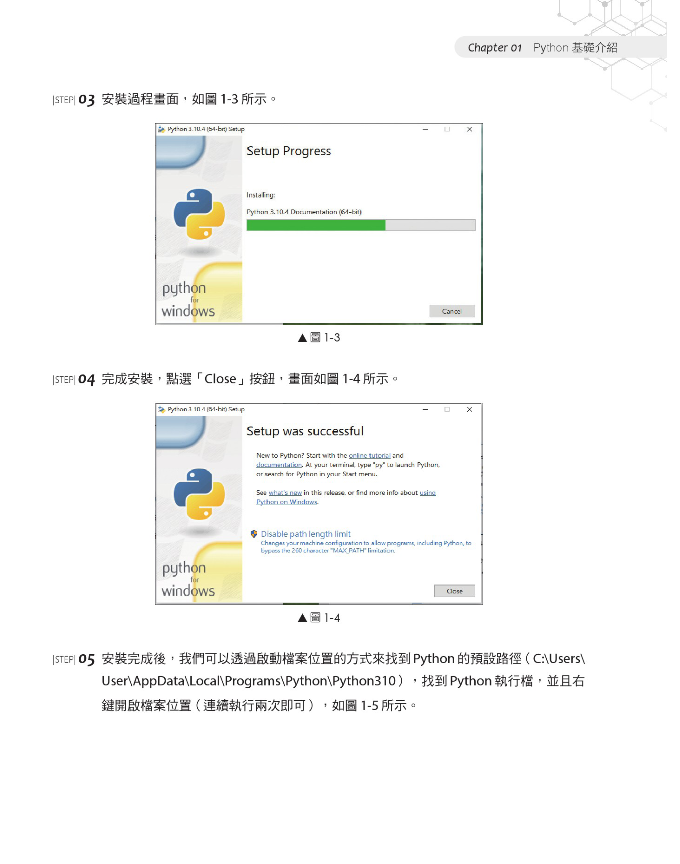 Chapter 01 Python 基礎介紹
|STEP| 03 安裝過程畫面，如圖 1-3 所示。
Python 3.10.4 (64-bit) Setup
Setup Progress
Installing:
Python 3.10.4 Documentation (64-bit)
python
for
windows
Cancel
▲圖 1-3
|STEP| 04 完成安裝，點選「Close」按鈕，畫面如圖 1-4 所示。
Python 3.10.4 (64-bit) Setup
Setup was successful
New to Python? Start with the online tutorial and
documentation. At your terminal, type "py" to launch Python,
or search for Python in your Start menu.
See what's new in this release, or find more info about using
Python on Windows.
Disable path length limit
Changes your machine configuration to allow programs, including Python, to
bypass the 260 character "MAX_PATH" limitation.
python
for
windows
Close
▲圖 1-4
|STEP| 05 安裝完成後，我們可以透過啟動檔案位置的方式來找到 Python 的預設路徑（C:\Users\
User\AppData\Local\Programs\Python\Python310），找到 Python 執行檔，並且右
鍵開啟檔案位置（連續執行兩次即可），如圖 1-5 所示。